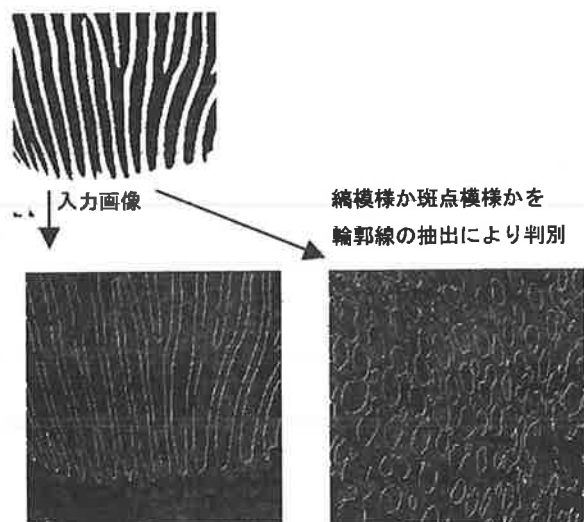 入力画像
縞模様か斑点模様かを
輪郭線の抽出により判別